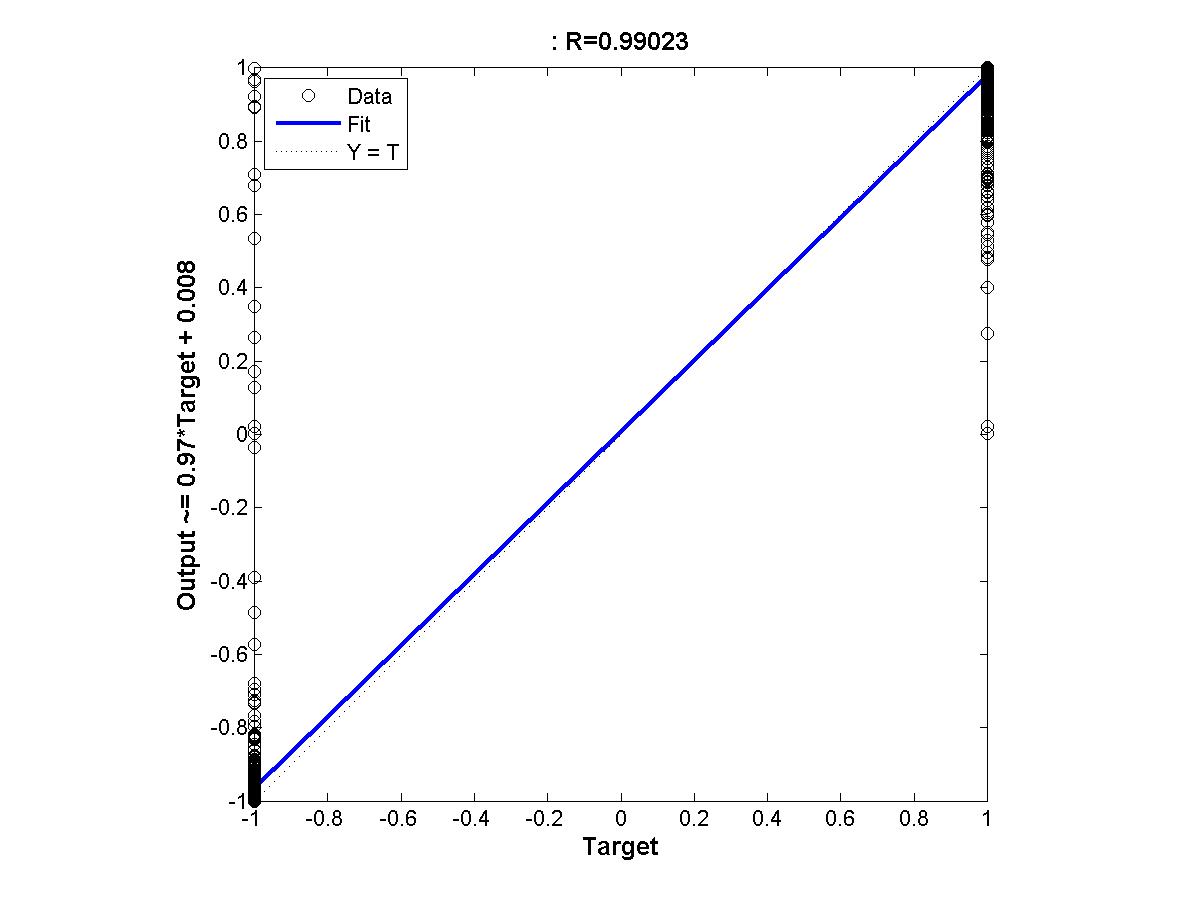 : R=0.99023
Data
Fit
Y = T
1
0.8
0.6
0.4
0.2
0
-0.2
-0.4
-0.6
-0.8
-1
Output ~= 0.97*Target + 0.008
-1 -0.8 -0.6 -0.4 -0.2 0 0.2 0.4 0.6 0.8 1
Target